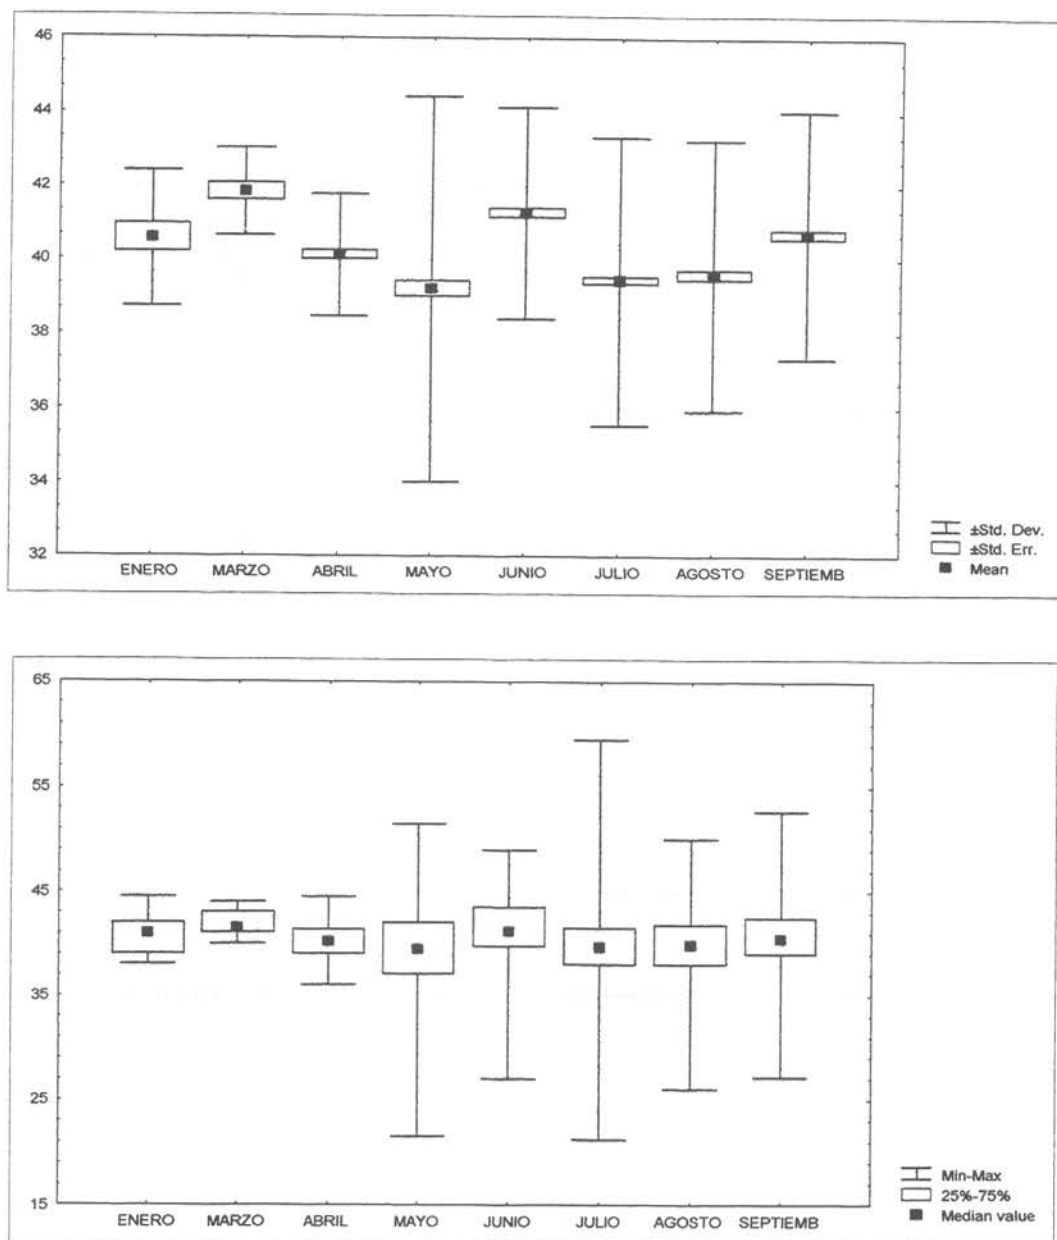 46
44
42
40
38
36
34
32
ENERO MARZO ABRIL MAYO JUNIO JULIO AGOSTO SEPTIEMB
±Std. Dev.
±Std. Err.
Mean
65
55
45
35
25
15
ENERO MARZO ABRIL MAYO JUNIO JULIO AGOSTO SEPTIEMB
Min-Max
25%-75%
Median value